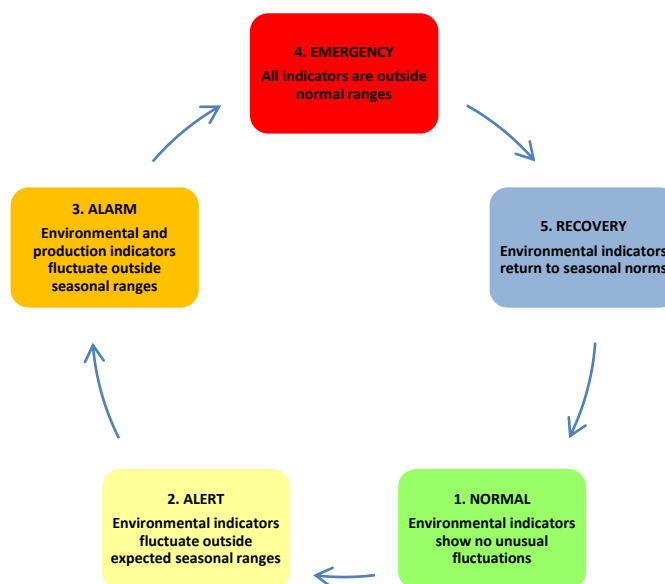 4. EMERGENCY
All indicators are outside
normal ranges
3. ALARM
Environmental and
production indicators
fluctuate outside
seasonal ranges
5. RECOVERY
Environmental indicators
return to seasonal norms
2. ALERT
Environmental indicators
fluctuate outside
expected seasonal ranges
1. NORMAL
Environmental indicators
show no unusual
fluctuations